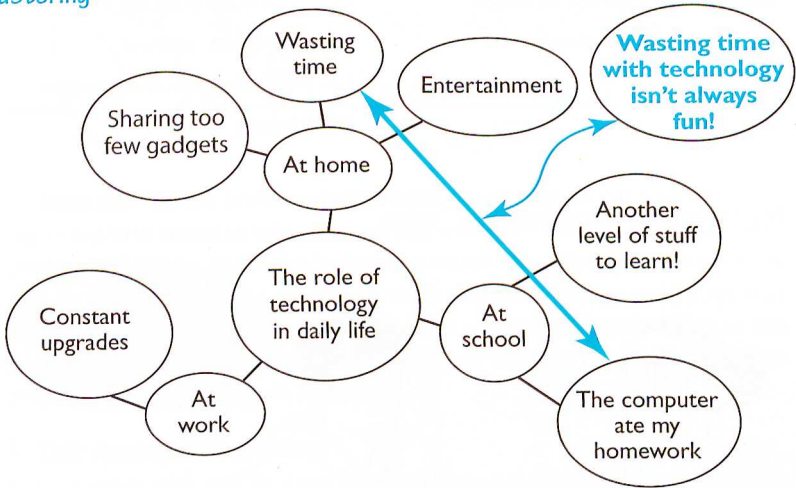 Wasting
time
Entertainment
Wasting time
with technology
isn't always
fun!
Sharing too
few gadgets
At home
Another
level of stuff
to learn!
The role of
technology
in daily life
At
school
Constant
upgrades
At
work
The computer
ate my
homework